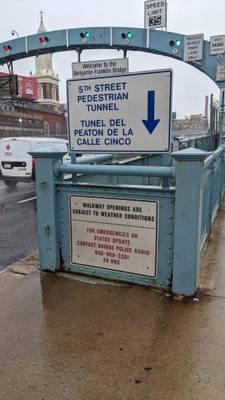 SPEED
LIMIT
35
Welcome to the
Benjamin Franklin Bridge
5TH STREET
PEDESTRIAN
TUNNEL
TUNEL DEL
PEATON DE LA
CALLE CINCO
WALKWAY OPENINGS ARE
SUBJECT TO WEATHER CONDITIONS
FOR EMERGENCIES OR
STATUS UPDATE
CONTACT BRIDGE POLICE RADIO
24 HRS